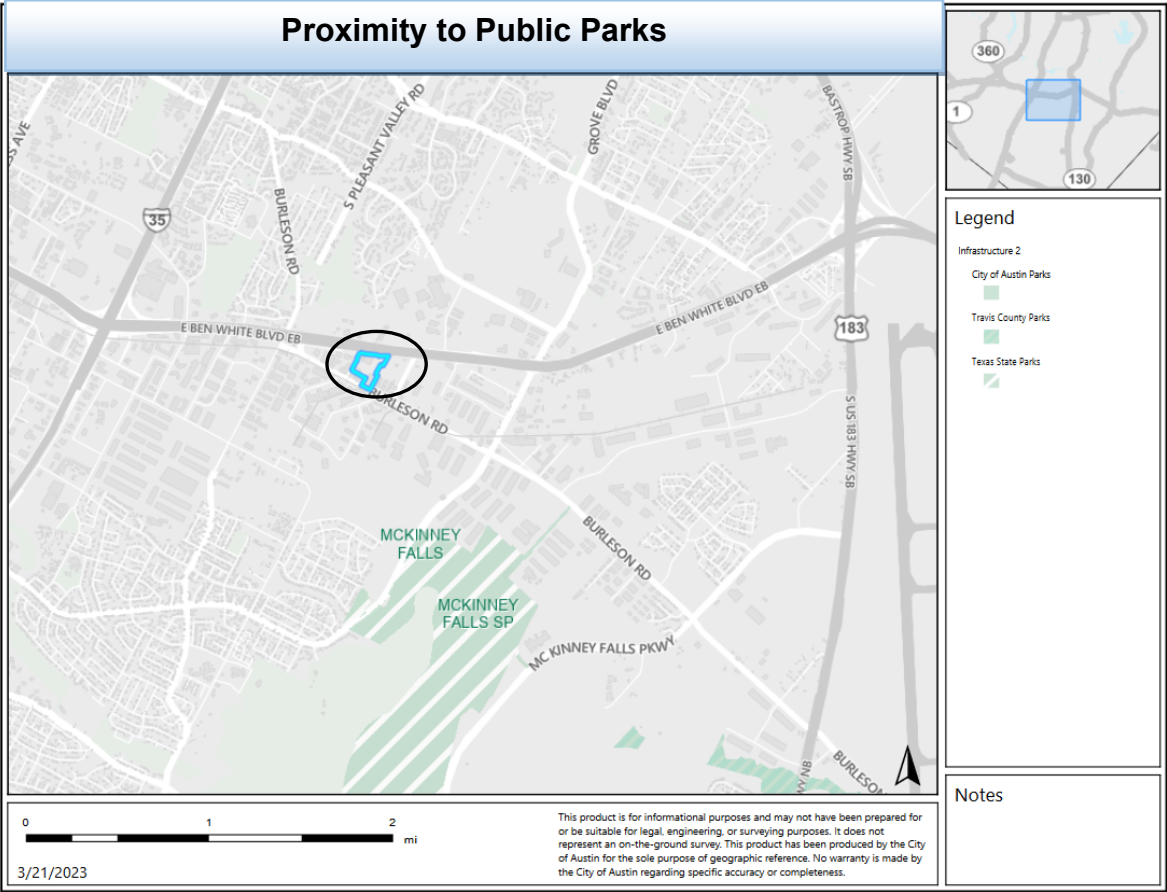 Proximity to Public Parks
360
1
130
SS AVE
S PLEASANT VALLEY RD
GROVE BLVD
BASTROP HWY SB
35
BURLESON RD
E BEN WHITE BLVD EB
E BEN WHITE BLVD EB
183
BURLESON RD
S US 183 HWY SB
MCKINNEY
FALLS
BURLESON RD
MCKINNEY
FALLS SP
MC KINNEY FALLS PKWY
WY NB
BURLESON
Legend
Infrastructure 2
City of Austin Parks
Travis County Parks
Texas State Parks
Notes
0 1 2
mi
3/21/2023
This product is for informational purposes and may not have been prepared for
or be suitable for legal, engineering, or surveying purposes. It does not
represent an on-the-ground survey. This product has been produced by the City
of Austin for the sole purpose of geographic reference. No warranty is made by
the City of Austin regarding specific accuracy or completeness.